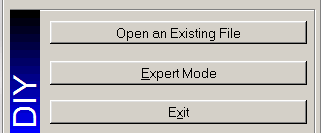 DIY
Open an Existing File
Expert Mode
Exit